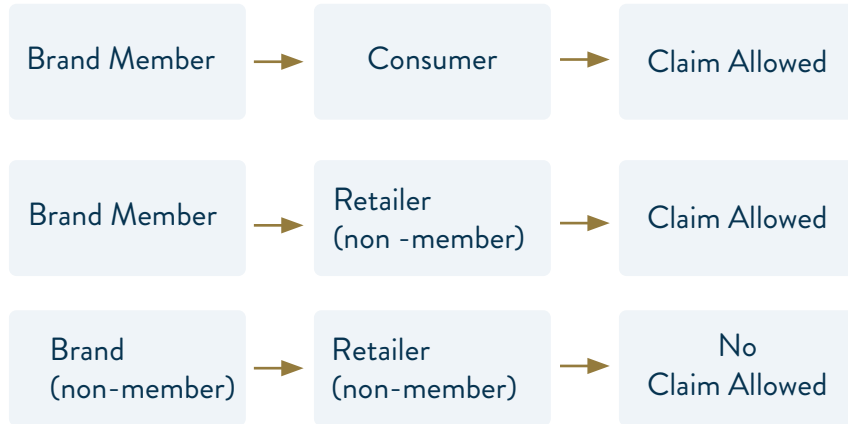 Brand Member
Consumer
Claim Allowed
Brand Member
Retailer
(non -member)
Claim Allowed
Brand
(non-member)
Retailer
(non-member)
No
Claim Allowed